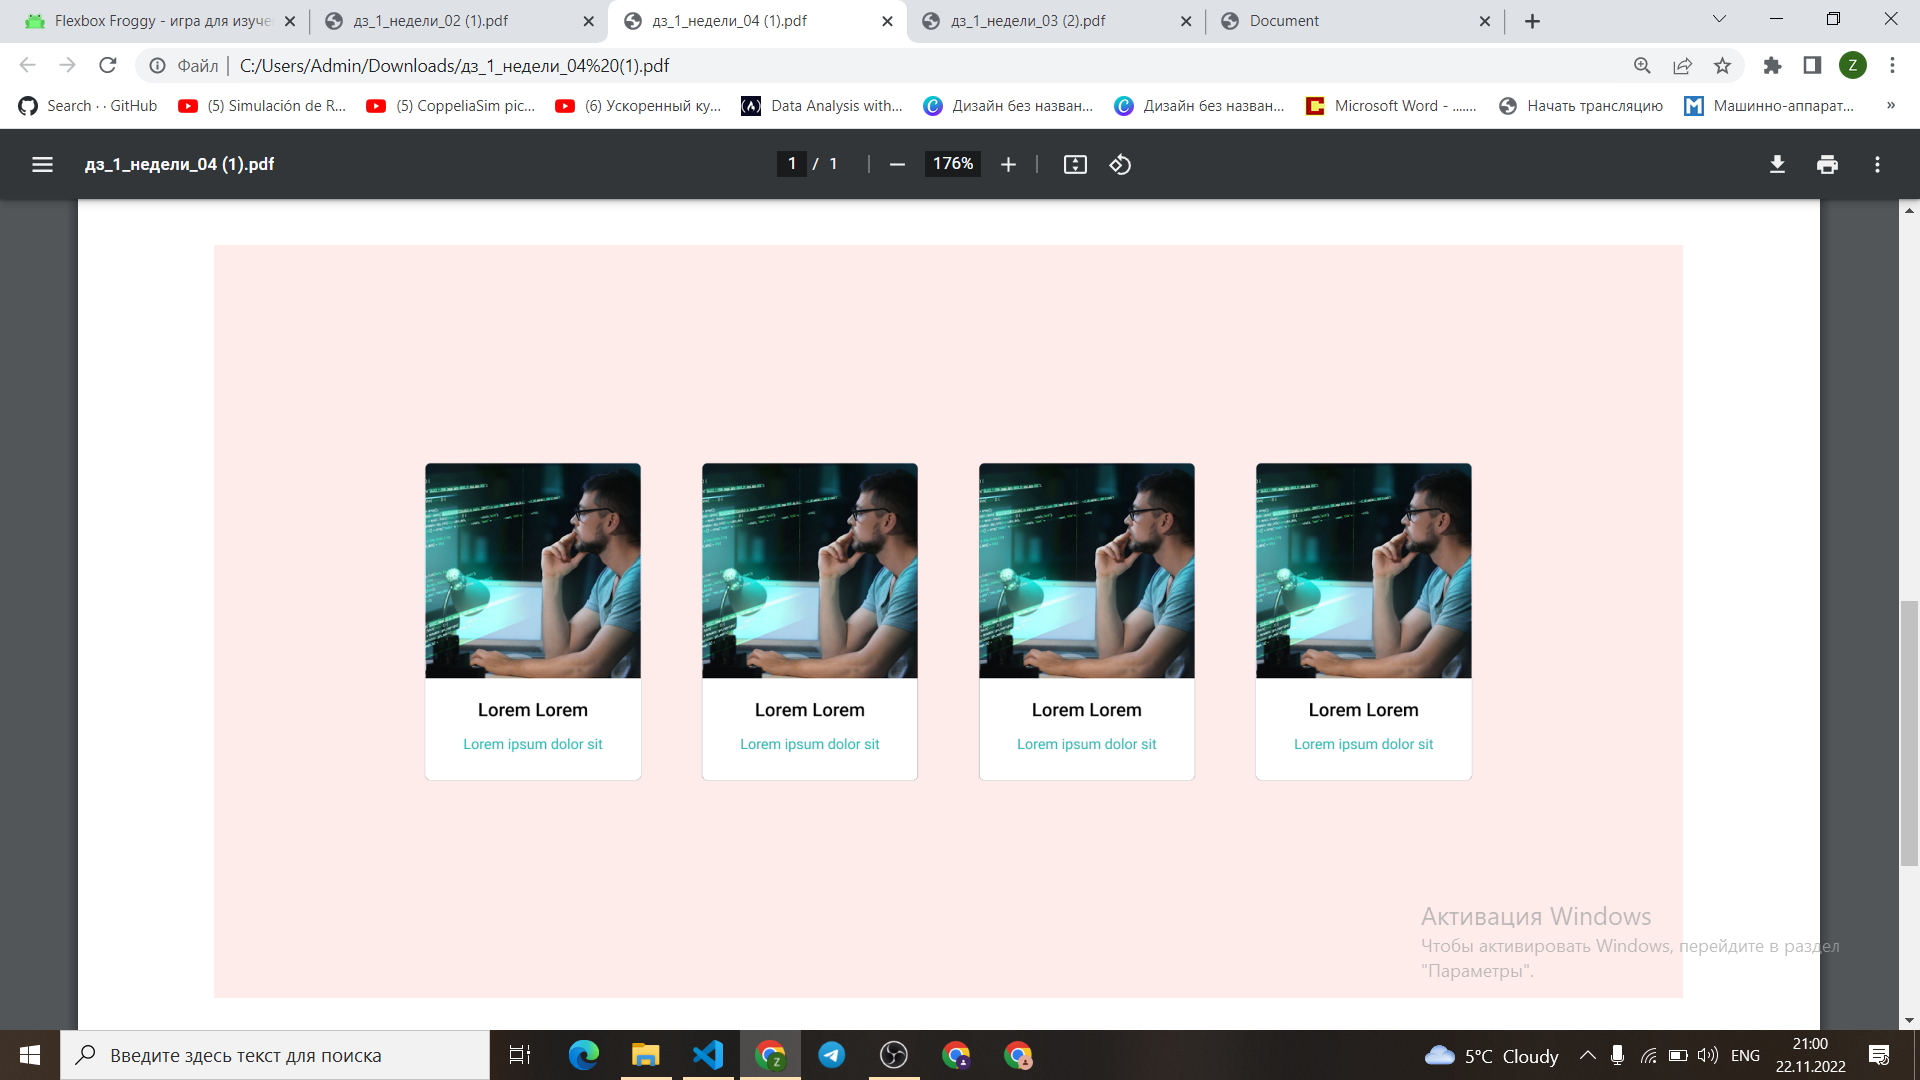 Flexbox Froggy - игра для изуче
дз_1_недели_02 (1).pdf
дз_1_недели_04 (1).pdf
дз_1_недели_03 (2).pdf
Document
Файл
C:/Users/Admin/Downloads/дз_1_недели_04%20(1).pdf
Z
Search · · GitHub
(5) Simulación de R...
(5) CoppeliaSim pic...
(6) Ускоренный ку...
Data Analysis with...
Дизайн без назван...
Дизайн без назван...
Microsoft Word - .......
Начать трансляцию
Машинно-аппарат...
»
дз_1_недели_04 (1).pdf
1 / 1
176%
Lorem Lorem
Lorem ipsum dolor sit
Lorem Lorem
Lorem ipsum dolor sit
Lorem Lorem
Lorem ipsum dolor sit
Lorem Lorem
Lorem ipsum dolor sit
Активация Windows
Чтобы активировать Windows, перейдите в раздел
"Параметры".
Введите здесь текст для поиска
5°C Cloudy
ENG
21:00
22.11.2022